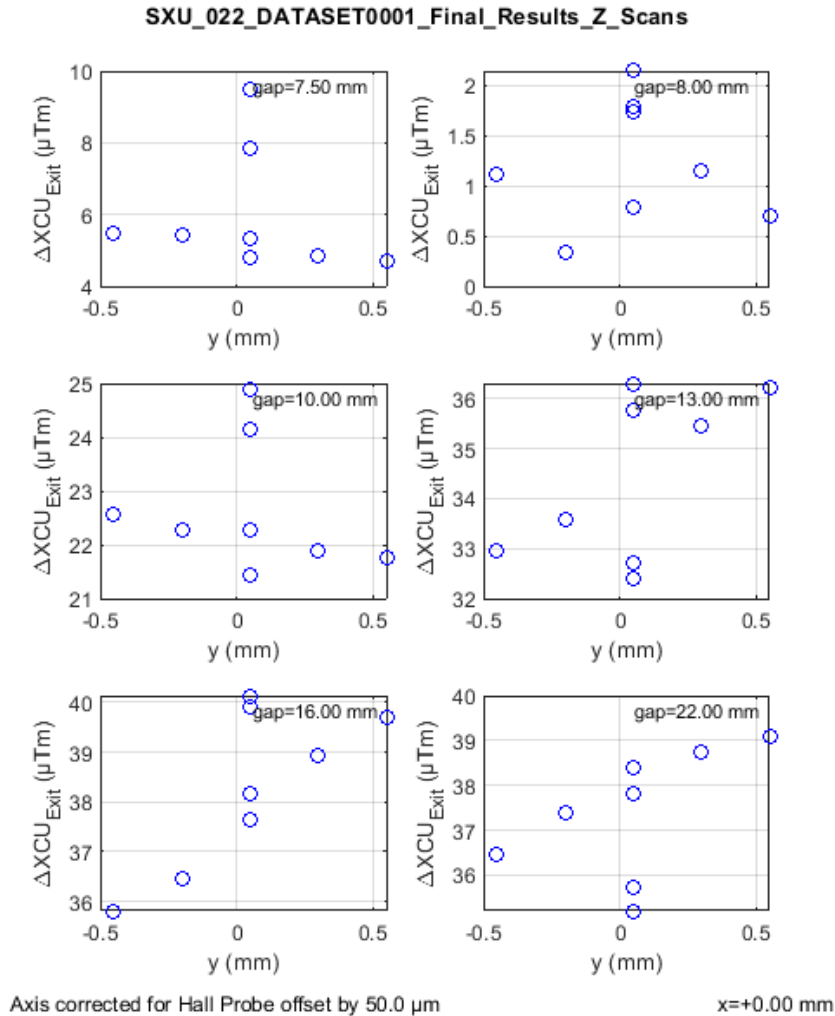 SXU_022_DATASET0001_Final_Results_Z_Scans
gap=7.50 mm
ΔXCU_Exit (µTm)
10
8
6
4
-0.5 0 0.5
y (mm)
gap=8.00 mm
ΔXCU_Exit (µTm)
2
1.5
1
0.5
0
-0.5 0 0.5
y (mm)
gap=10.00 mm
ΔXCU_Exit (µTm)
25
24
23
22
21
-0.5 0 0.5
y (mm)
gap=13.00 mm
ΔXCU_Exit (µTm)
36
35
34
33
32
-0.5 0 0.5
y (mm)
gap=16.00 mm
ΔXCU_Exit (µTm)
40
39
38
37
36
-0.5 0 0.5
y (mm)
gap=22.00 mm
ΔXCU_Exit (µTm)
40
39
38
37
36
-0.5 0 0.5
y (mm)
Axis corrected for Hall Probe offset by 50.0 µm
x=+0.00 mm